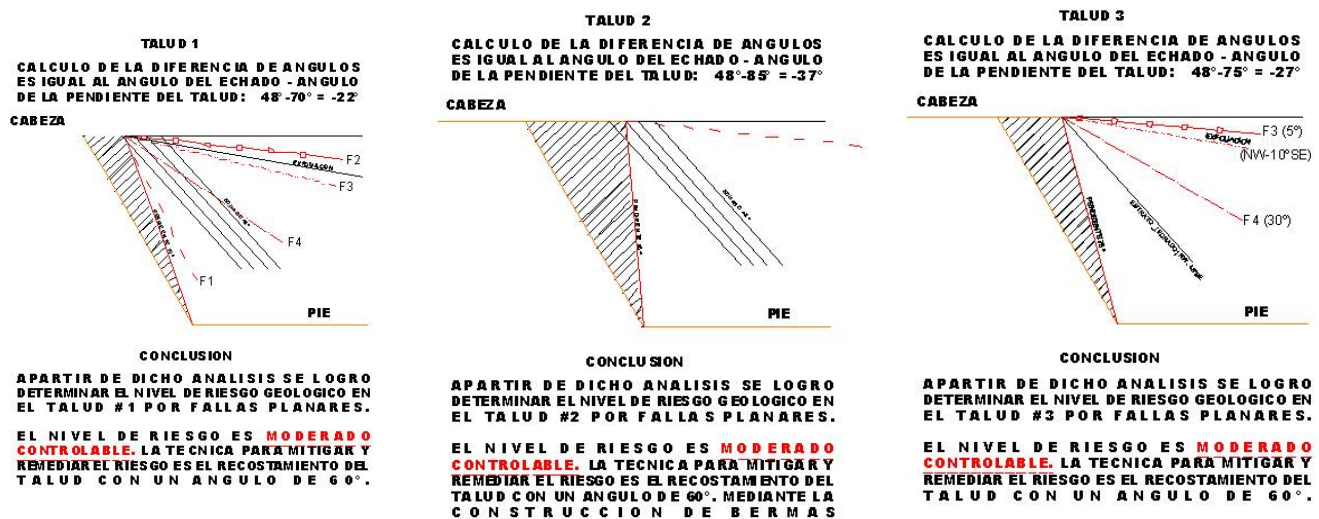 TALUD 1
CALCULO DE LA DIFERENCIA DE ANGULOS
ES IGUAL AL ANGULO DEL ECHADO - ANGULO
DE LA PENDIENTE DEL TALUD: 48°-70° = -22°
CABEZA
F2
F3
F4
F1
PIE
CONCLUSION
APARTIR DE DICHO ANALISIS SE LOGRO
DETERMINAR EL NIVEL DE RIESGO GEOLOGICO EN
EL TALUD #1 POR FALLAS PLANARES.
EL NIVEL DE RIESGO ES MODERADO
CONTROLABLE. LA TECNICA PARA MITIGAR Y
REMEDIAR EL RIESGO ES EL RECOSTAMIENTO DEL
TALUD CON UN ANGULO DE 60°.
TALUD 2
CALCULO DE LA DIFERENCIA DE ANGULOS
ES IGUAL AL ANGULO DEL ECHADO - ANGULO
DE LA PENDIENTE DEL TALUD: 48°-85° = -37°
CABEZA
PIE
CONCLUSION
APARTIR DE DICHO ANALISIS SE LOGRO
DETERMINAR EL NIVEL DE RIESGO GEOLOGICO EN
EL TALUD #2 POR FALLAS PLANARES.
EL NIVEL DE RIESGO ES MODERADO
CONTROLABLE. LA TECNICA PARA MITIGAR Y
REMEDIAR EL RIESGO ES EL RECOSTAMIENTO DEL
TALUD CON UN ANGULO DE 60°. MEDIANTE LA
CONSTRUCCION DE BERMAS
TALUD 3
CALCULO DE LA DIFERENCIA DE ANGULOS
ES IGUAL AL ANGULO DEL ECHADO - ANGULO
DE LA PENDIENTE DEL TALUD: 48°-75° = -27°
CABEZA
F3 (5°)
(NW-10°SE)
F4 (30°)
PIE
CONCLUSION
APARTIR DE DICHO ANALISIS SE LOGRO
DETERMINAR EL NIVEL DE RIESGO GEOLOGICO EN
EL TALUD #3 POR FALLAS PLANARES.
EL NIVEL DE RIESGO ES MODERADO
CONTROLABLE. LA TECNICA PARA MITIGAR Y
REMEDIAR EL RIESGO ES EL RECOSTAMIENTO DEL
TALUD CON UN ANGULO DE 60°.